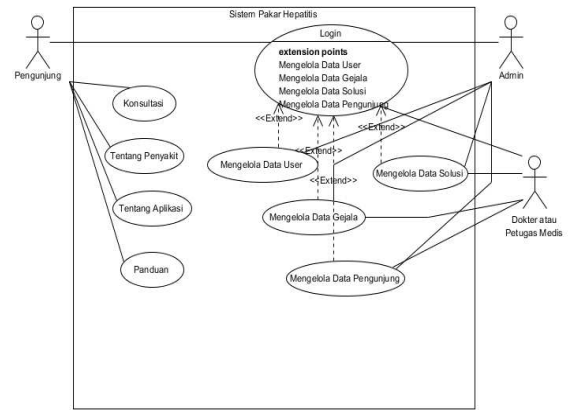 Sistem Pakar Hepatitis
Login
extension points
Mengelola Data User
Mengelola Data Gejala
Mengelola Data Solusi
Mengelola Data Pengunjung
Pengunjung
Admin
Konsultasi
<<Extend>>
<<Extend>>
Tentang Penyakit
<<Extend>>
Mengelola Data User
Mengelola Data Solusi
<<Extend>>
Tentang Aplikasi
Mengelola Data Gejala
Dokter atau
Petugas Medis
Panduan
Mengelola Data Pengunjung